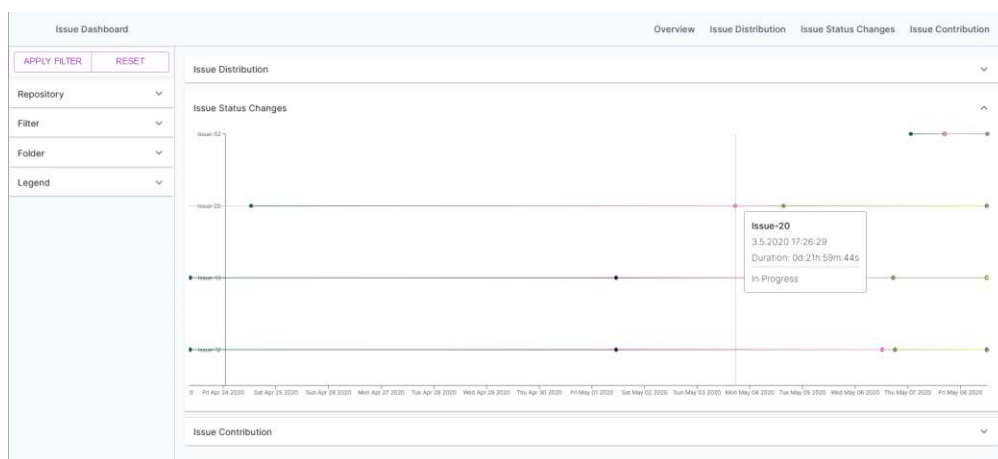 Issue Dashboard
Overview Issue Distribution Issue Status Changes Issue Contribution
APPLY FILTER RESET
Repository
Filter
Folder
Legend
Issue Distribution
Issue Status Changes
Issue-52
Issue-20
Issue-20
3.5.2020 17:26:29
Duration: 0d:21h:59m:44s
In Progress
Issue-13
Issue-12
0 Fri Apr 24 2020 Sat Apr 25 2020 Sun Apr 26 2020 Mon Apr 27 2020 Tue Apr 28 2020 Wed Apr 29 2020 Thu Apr 30 2020 Fri May 01 2020 Sat May 02 2020 Sun May 03 2020 Mon May 04 2020 Tue May 05 2020 Wed May 06 2020 Thu May 07 2020 Fri May 08 2020
Issue Contribution